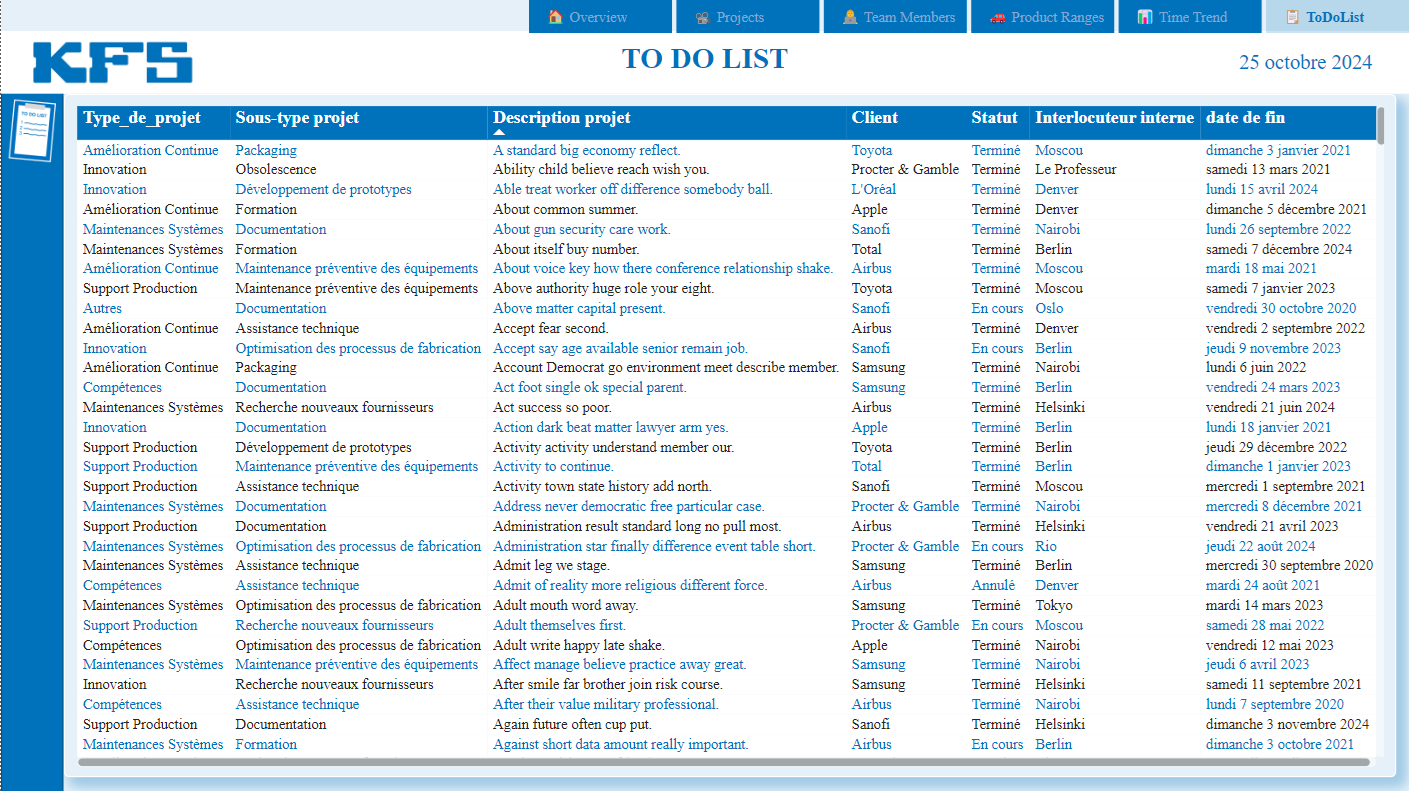 Overview Projects Team Members Product Ranges Time Trend ToDoList
KFS TO DO LIST 25 octobre 2024
TO DO LIST
Type_de_projet Sous-type projet Description projet Client Statut Interlocuteur interne date de fin
Amélioration Continue Packaging A standard big economy reflect. Toyota Terminé Moscou dimanche 3 janvier 2021
Innovation Obsolescence Ability child believe reach wish you. Procter & Gamble Terminé Le Professeur samedi 13 mars 2021
Innovation Développement de prototypes Able treat worker off difference somebody ball. L'Oréal Terminé Denver lundi 15 avril 2024
Amélioration Continue Formation About common summer. Apple Terminé Denver dimanche 5 décembre 2021
Maintenances Systèmes Documentation About gun security care work. Sanofi Terminé Nairobi lundi 26 septembre 2022
Maintenances Systèmes Formation About itself buy number. Total Terminé Berlin samedi 7 décembre 2024
Amélioration Continue Maintenance préventive des équipements About voice key how there conference relationship shake. Airbus Terminé Moscou mardi 18 mai 2021
Support Production Maintenance préventive des équipements Above authority huge role your eight. Toyota Terminé Moscou samedi 7 janvier 2023
Autres Documentation Above matter capital present. Sanofi En cours Oslo vendredi 30 octobre 2020
Amélioration Continue Assistance technique Accept fear second. Airbus Terminé Denver vendredi 2 septembre 2022
Innovation Optimisation des processus de fabrication Accept say age available senior remain job. Sanofi En cours Berlin jeudi 9 novembre 2023
Amélioration Continue Packaging Account Democrat go environment meet describe member. Samsung Terminé Nairobi lundi 6 juin 2022
Compétences Documentation Act foot single ok special parent. Samsung Terminé Berlin vendredi 24 mars 2023
Maintenances Systèmes Recherche nouveaux fournisseurs Act success so poor. Airbus Terminé Helsinki vendredi 21 juin 2024
Innovation Documentation Action dark beat matter lawyer arm yes. Apple Terminé Berlin lundi 18 janvier 2021
Support Production Développement de prototypes Activity activity understand member our. Toyota Terminé Berlin jeudi 29 décembre 2022
Support Production Maintenance préventive des équipements Activity to continue. Total Terminé Berlin dimanche 1 janvier 2023
Support Production Assistance technique Activity town state history add north. Sanofi Terminé Moscou mercredi 1 septembre 2021
Maintenances Systèmes Documentation Address never democratic free particular case. Procter & Gamble Terminé Nairobi mercredi 8 décembre 2021
Support Production Documentation Administration result standard long no pull most. Airbus Terminé Helsinki vendredi 21 avril 2023
Maintenances Systèmes Optimisation des processus de fabrication Administration star finally difference event table short. Procter & Gamble En cours Rio jeudi 22 août 2024
Maintenances Systèmes Assistance technique Admit leg we stage. Samsung Terminé Berlin mercredi 30 septembre 2020
Compétences Assistance technique Admit of reality more religious different force. Airbus Annulé Denver mardi 24 août 2021
Maintenances Systèmes Optimisation des processus de fabrication Adult mouth word away. Samsung Terminé Tokyo mardi 14 mars 2023
Support Production Recherche nouveaux fournisseurs Adult themselves first. Procter & Gamble En cours Moscou samedi 28 mai 2022
Compétences Optimisation des processus de fabrication Adult write happy late shake. Apple Terminé Nairobi vendredi 12 mai 2023
Maintenances Systèmes Maintenance préventive des équipements Affect manage believe practice away great. Samsung Terminé Nairobi jeudi 6 avril 2023
Innovation Recherche nouveaux fournisseurs After smile far brother join risk course. Samsung Terminé Helsinki samedi 11 septembre 2021
Compétences Assistance technique After their value military professional. Airbus Terminé Nairobi lundi 7 septembre 2020
Support Production Documentation Again future often cup put. Sanofi Terminé Helsinki dimanche 3 novembre 2024
Maintenances Systèmes Formation Against short data amount really important. Airbus En cours Berlin dimanche 3 octobre 2021